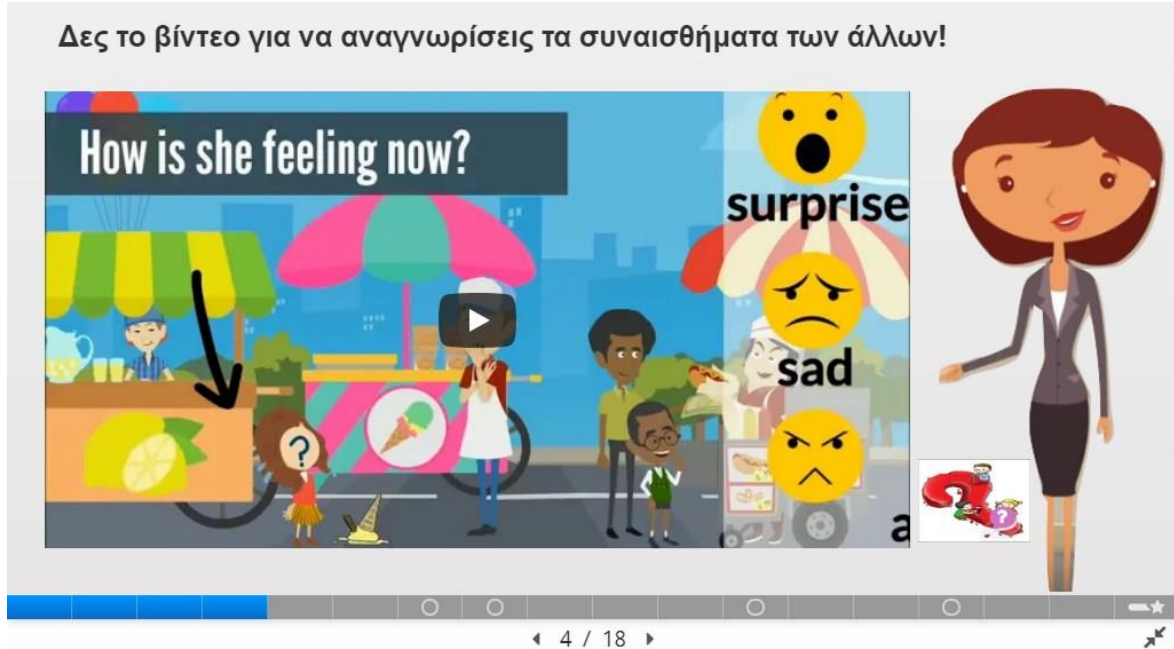 Δες το βίντεο για να αναγνωρίσεις τα συναισθήματα των άλλων!
How is she feeling now?
surprise
?
sad
a
?
4 / 18